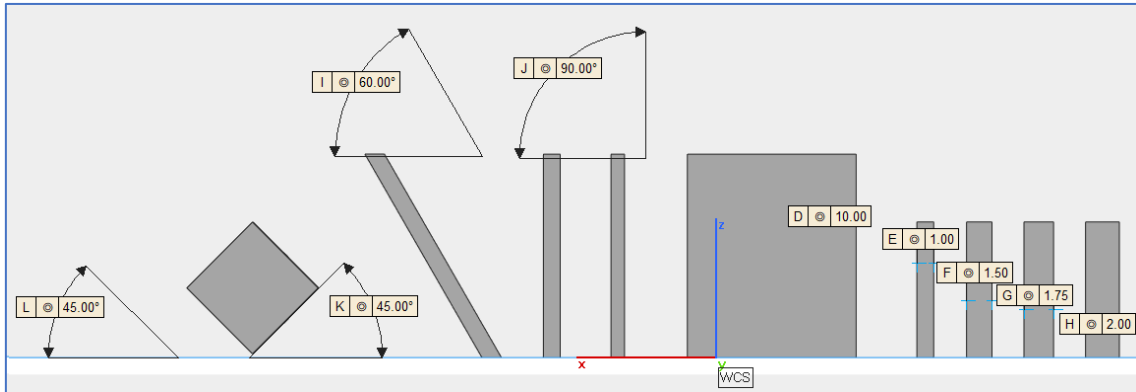 I ◎ 60.00°
J ◎ 90.00°
D ◎ 10.00
z
E ◎ 1.00
F ◎ 1.50
G ◎ 1.75
L ◎ 45.00°
K ◎ 45.00°
H ◎ 2.00
x
y
WCS